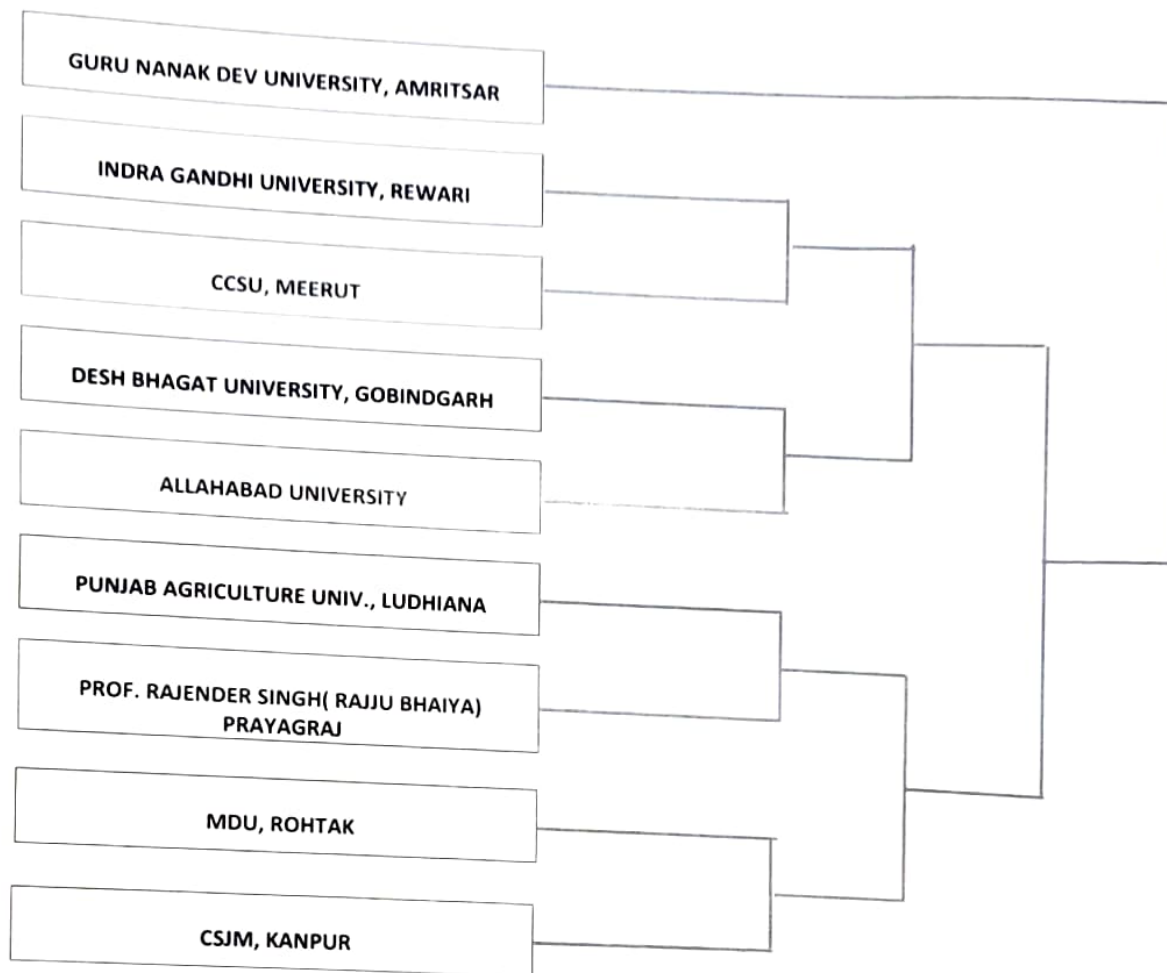 GURU NANAK DEV UNIVERSITY, AMRITSAR
INDRA GANDHI UNIVERSITY, REWARI
CCSU, MEERUT
DESH BHAGAT UNIVERSITY, GOBINDGARH
ALLAHABAD UNIVERSITY
PUNJAB AGRICULTURE UNIV., LUDHIANA
PROF. RAJENDER SINGH( RAJJU BHAIYA)
PRAYAGRAJ
MDU, ROHTAK
CSJM, KANPUR